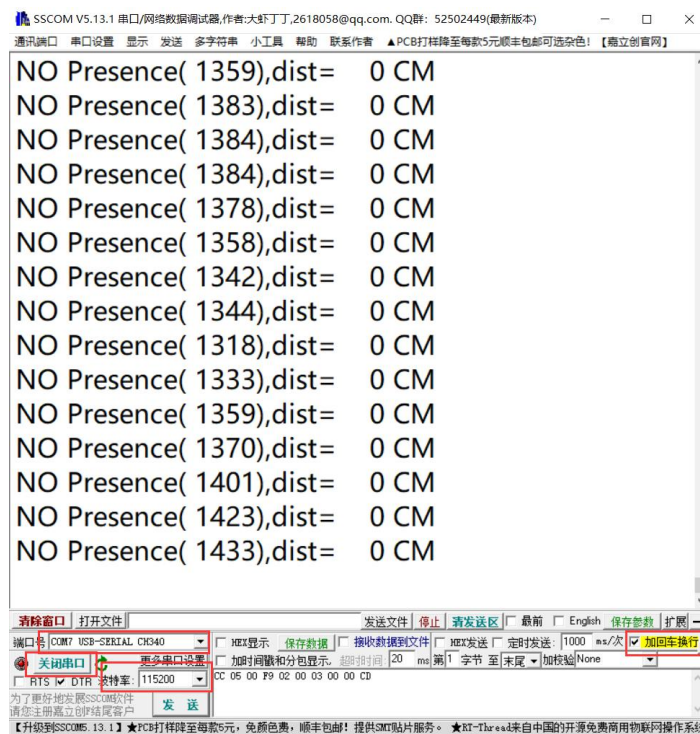 SSCOM V5.13.1 串口/网络数据调试器,作者:大虾丁丁,2618058@qq.com. QQ群: 52502449(最新版本)
通讯端口 串口设置 显示 发送 多字符串 小工具 帮助 联系作者 ▲PCB打样降至每款5元顺丰包邮可选杂色! 【嘉立创官网】
NO Presence( 1359),dist= 0 CM
NO Presence( 1383),dist= 0 CM
NO Presence( 1384),dist= 0 CM
NO Presence( 1384),dist= 0 CM
NO Presence( 1378),dist= 0 CM
NO Presence( 1358),dist= 0 CM
NO Presence( 1342),dist= 0 CM
NO Presence( 1344),dist= 0 CM
NO Presence( 1318),dist= 0 CM
NO Presence( 1333),dist= 0 CM
NO Presence( 1359),dist= 0 CM
NO Presence( 1370),dist= 0 CM
NO Presence( 1401),dist= 0 CM
NO Presence( 1423),dist= 0 CM
NO Presence( 1433),dist= 0 CM
清除窗口 打开文件 发送文件 停止 清发送区 最前 English 保存参数 扩展
端口号 COM7 USB-SERIAL CH340 HEX显示 保存数据 接收数据到文件 HEX发送 定时发送: 1000 ms/次 加回车换行
关闭串口 更多串口设置 加时间戳和分包显示, 超时时间: 20 ms 第1 字节 至 末尾 加校验 None
RTS DTR 波特率: 115200 CC 05 00 F9 02 00 03 00 00 CD
为了更好地发展SSCOM软件
请您注册嘉立创F结尾客户 发 送
【升级到SSCOM5.13.1】★PCB打样降至每款5元,免颜色费,顺丰包邮!提供SMT贴片服务。 ★RT-Thread来自中国的开源免费商用物联网操作系统